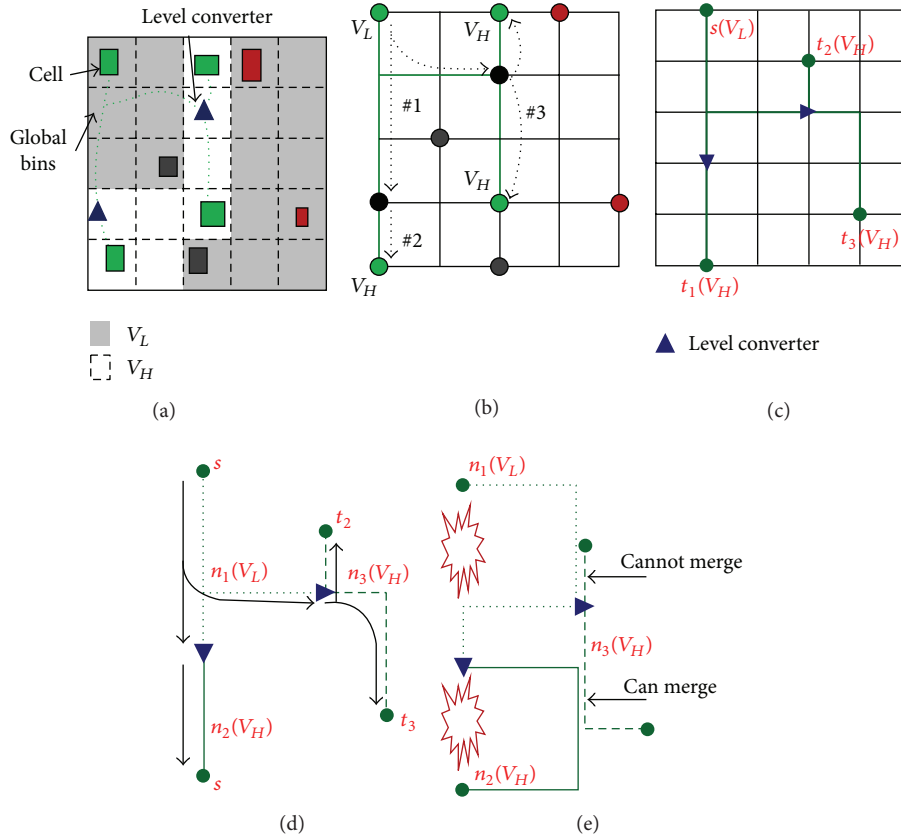 Level converter
Cell
Global
bins
V_L
V_H
(a)
V_L
V_H
#1
#3
V_H
#2
V_H
(b)
s(V_L)
t_2(V_H)
t_3(V_H)
t_1(V_H)
Level converter
(c)
s
t_2
n_1(V_L)
n_3(V_H)
n_2(V_H)
t_3
s
(d)
n_1(V_L)
Cannot merge
n_3(V_H)
Can merge
n_2(V_H)
(e)